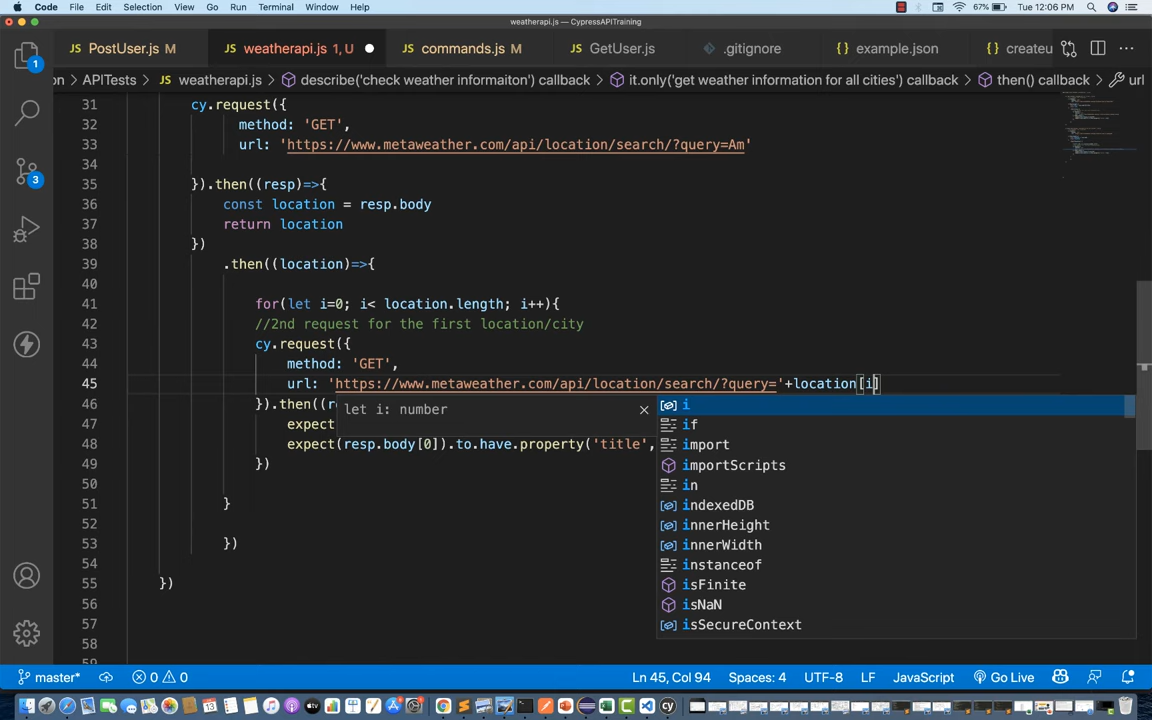 Code File Edit Selection View Go Run Terminal Window Help 67% Tue 12:06 PM
weatherapi.js — CypressAPITraining
PostUser.js M weatherapi.js 1, U commands.js M GetUser.js .gitignore example.json createu
on > APITests > weatherapi.js > describe('check weather informaiton') callback > it.only('get weather information for all cities') callback > then() callback > url
31 cy.request({
32 method: 'GET',
33 url: 'https://www.metaweather.com/api/location/search/?query=Am'
34
35 }).then((resp)=>{
36 const location = resp.body
37 return location
38 })
39 .then((location)=>{
40
41 for(let i=0; i< location.length; i++){
42 //2nd request for the first location/city
43 cy.request({
44 method: 'GET',
45 url: 'https://www.metaweather.com/api/location/search/?query='+location[i]
46 }).then((r
47 expect
48 expect(resp.body[0]).to.have.property('title',
49 })
50
51 }
52
53 })
54
55 })
56
57
58
59
let i: number
i
if
import
importScripts
in
indexedDB
innerHeight
innerWidth
instanceof
isFinite
isNaN
isSecureContext
1
3
master* 0 0 Ln 45, Col 94 Spaces: 4 UTF-8 LF JavaScript Go Live